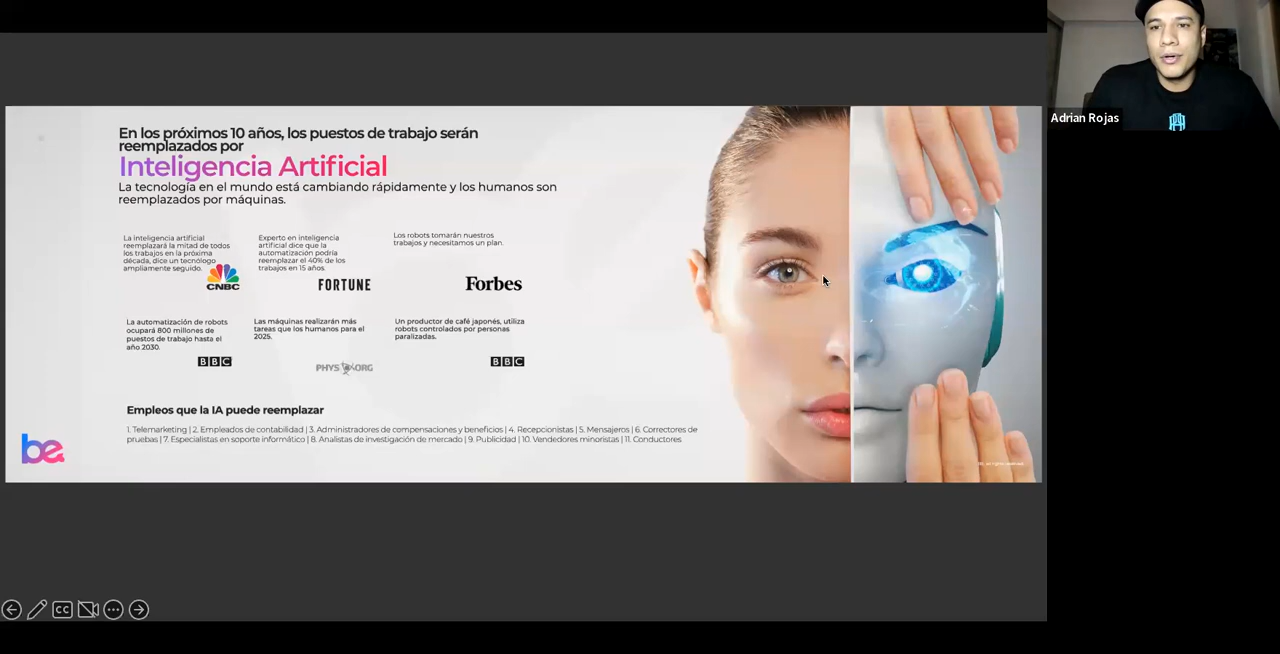 En los próximos 10 años, los puestos de trabajo serán
reemplazados por
Inteligencia Artificial
La tecnología en el mundo está cambiando rápidamente y los humanos son
reemplazados por máquinas.
La inteligencia artificial
reemplazará la mitad de todos
los trabajos en la próxima
década, dice un tecnólogo
ampliamente seguido.
CNBC
Experto en inteligencia
artificial dice que la
automatización podría
reemplazar el 40% de los
trabajos en 15 años.
FORTUNE
Los robots tomarán nuestros
trabajos y necesitamos un plan.
Forbes
La automatización de robots
ocupará 800 millones de
puestos de trabajo hasta el
año 2030.
BBC
Las máquinas realizarán más
tareas que los humanos para el
2025.
PHYS ORG
Un productor de café japonés, utiliza
robots controlados por personas
paralizadas.
BBC
Empleos que la IA puede reemplazar
1. Telemarketing | 2. Empleados de contabilidad | 3. Administradores de compensaciones y beneficios | 4. Recepcionistas | 5. Mensajeros | 6. Correctores de
pruebas | 7. Especialistas en soporte informático | 8. Analistas de investigación de mercado | 9. Publicidad | 10. Vendedores minoristas | 11. Conductores
be
all rights reserved.
CC
Adrian Rojas